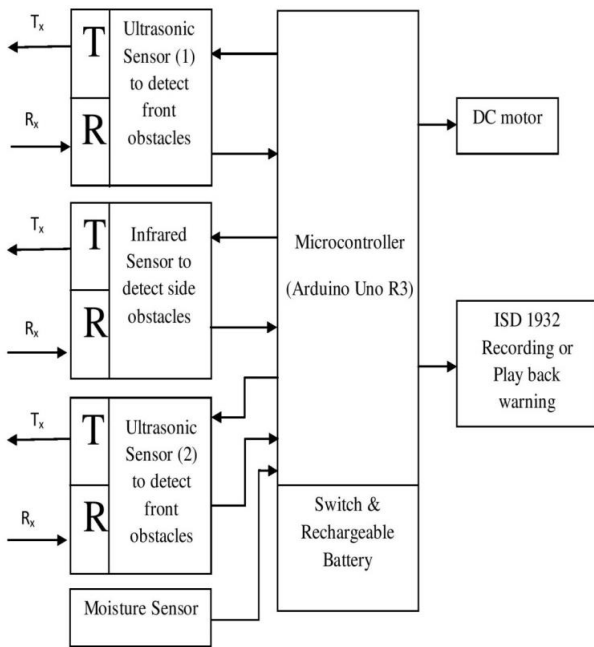 Tx
T
Rx
R
Ultrasonic
Sensor (1)
to detect
front
obstacles
Tx
T
Rx
R
Infrared
Sensor to
detect side
obstacles
Tx
T
Rx
R
Ultrasonic
Sensor (2)
to detect
front
obstacles
Moisture Sensor
Microcontroller
(Arduino Uno R3)
Switch &
Rechargeable
Battery
DC motor
ISD 1932
Recording or
Play back
warning